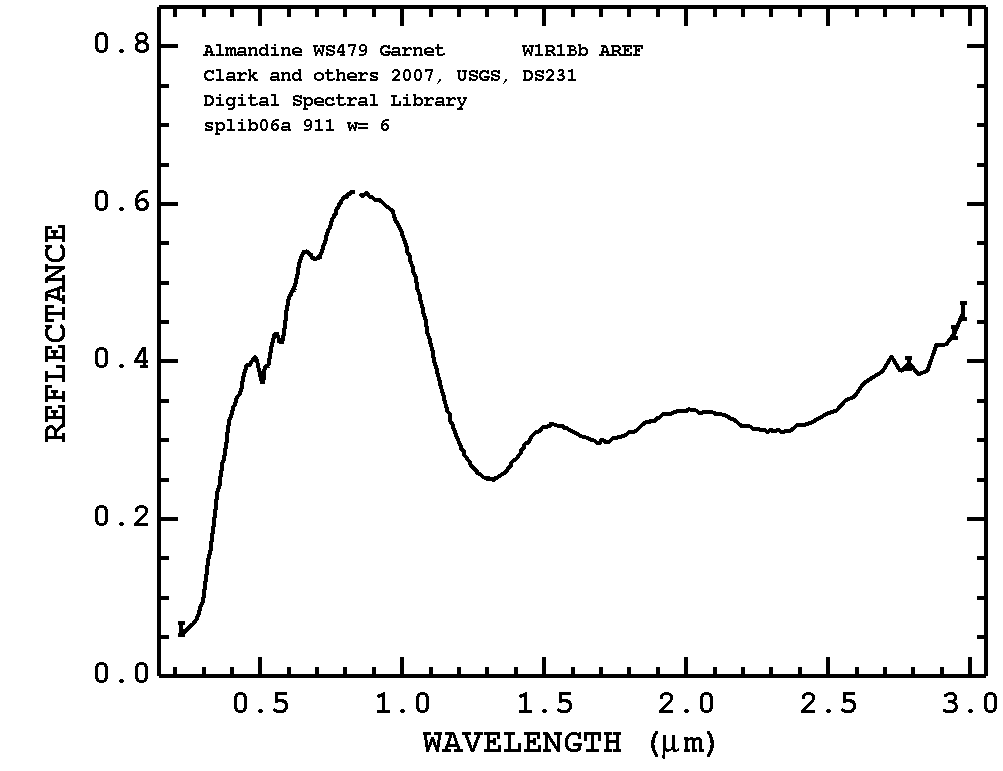 Almandine WS479 Garnet W1R1Bb AREF
Clark and others 2007, USGS, DS231
Digital Spectral Library
splib06a 911 w= 6
0.8
0.6
0.4
0.2
0.0
REFLECTANCE
0.5 1.0 1.5 2.0 2.5 3.0
WAVELENGTH (μm)